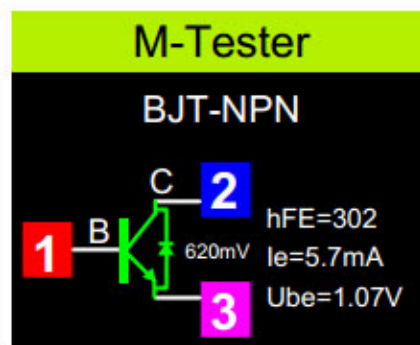 M-Tester
BJT-NPN
C
2
1
B
620mV
3
hFE=302
Ie=5.7mA
Ube=1.07V